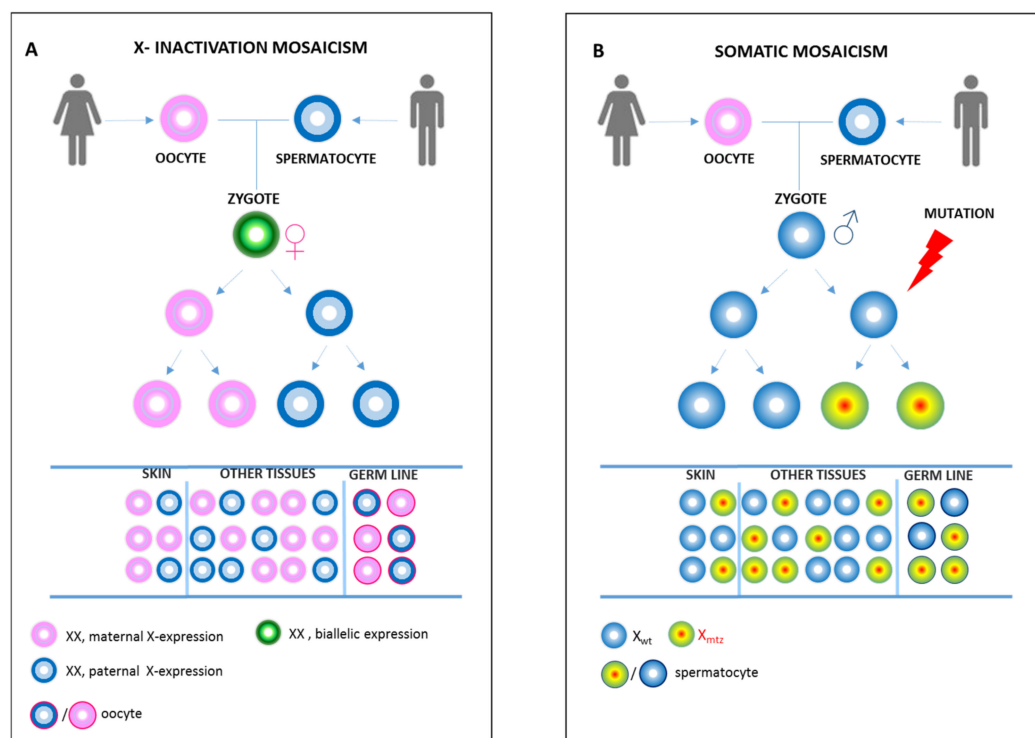 A
X- INACTIVATION MOSAICISM
OOCYTE
SPERMATOCYTE
ZYGOTE
SKIN
OTHER TISSUES
GERM LINE
XX, maternal X-expression
XX , biallelic expression
XX, paternal X-expression
/
oocyte
B
SOMATIC MOSAICISM
OOCYTE
SPERMATOCYTE
ZYGOTE
MUTATION
SKIN
OTHER TISSUES
GERM LINE
Xwt
Xmtz
/
spermatocyte